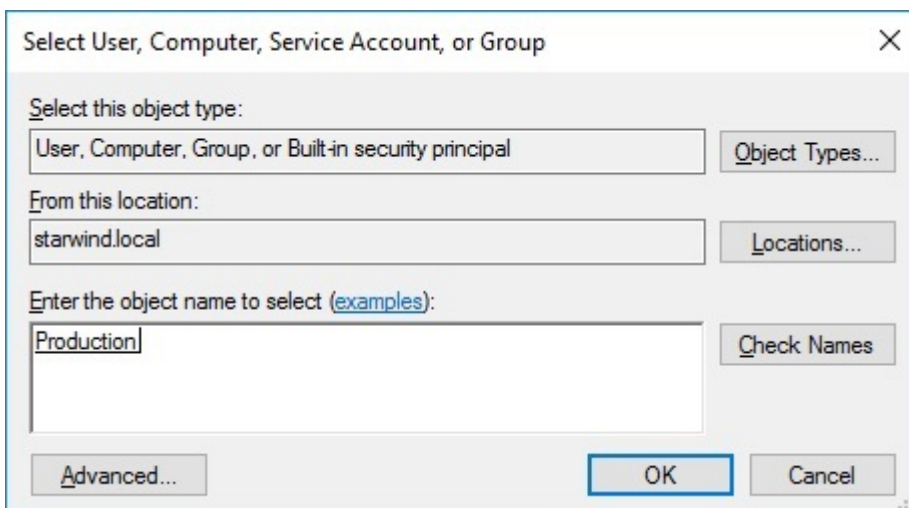 Select User, Computer, Service Account, or Group
Select this object type:
User, Computer, Group, or Built-in security principal
Object Types...
From this location:
starwind.local
Locations...
Enter the object name to select (examples):
Production
Check Names
Advanced...
OK
Cancel